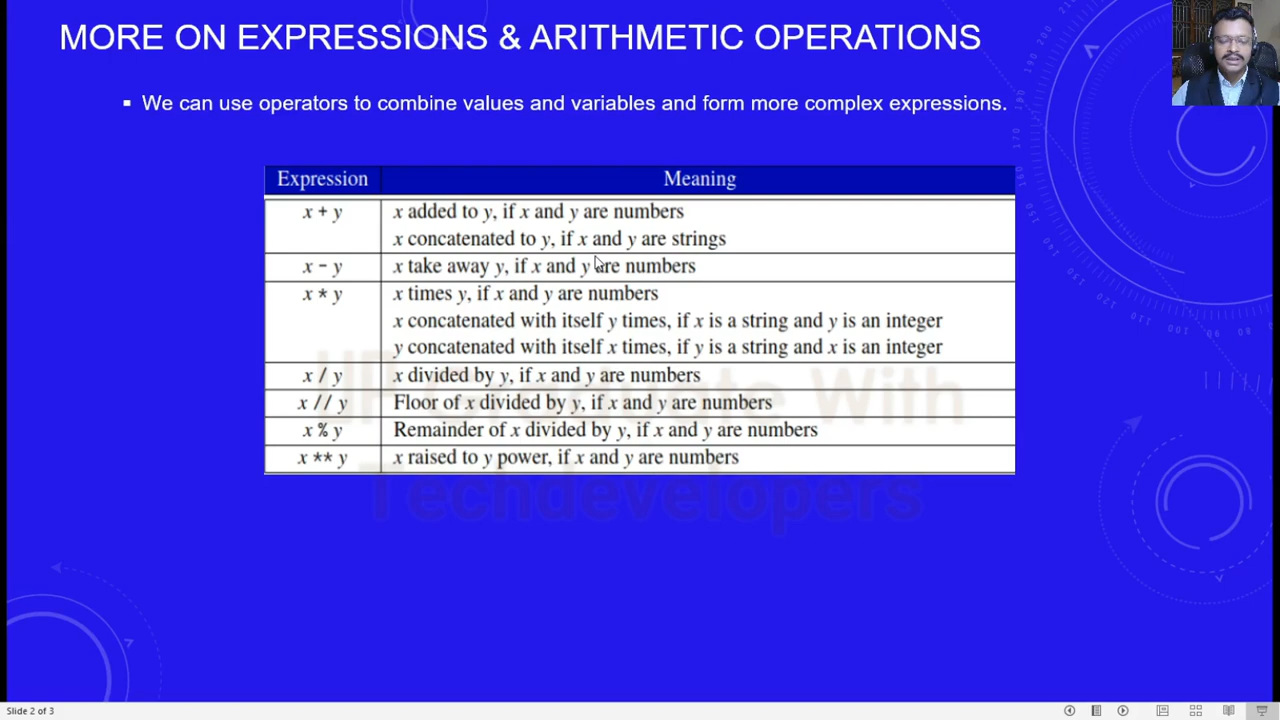 MORE ON EXPRESSIONS & ARITHMETIC OPERATIONS
▪ We can use operators to combine values and variables and form more complex expressions.
Expression Meaning
x + y x added to y, if x and y are numbers
x concatenated to y, if x and y are strings
x - y x take away y, if x and y are numbers
x * y x times y, if x and y are numbers
x concatenated with itself y times, if x is a string and y is an integer
y concatenated with itself x times, if y is a string and x is an integer
x / y x divided by y, if x and y are numbers
x // y Floor of x divided by y, if x and y are numbers
x % y Remainder of x divided by y, if x and y are numbers
x ** y x raised to y power, if x and y are numbers
Graduate With
Techdevelopers
Slide 2 of 3